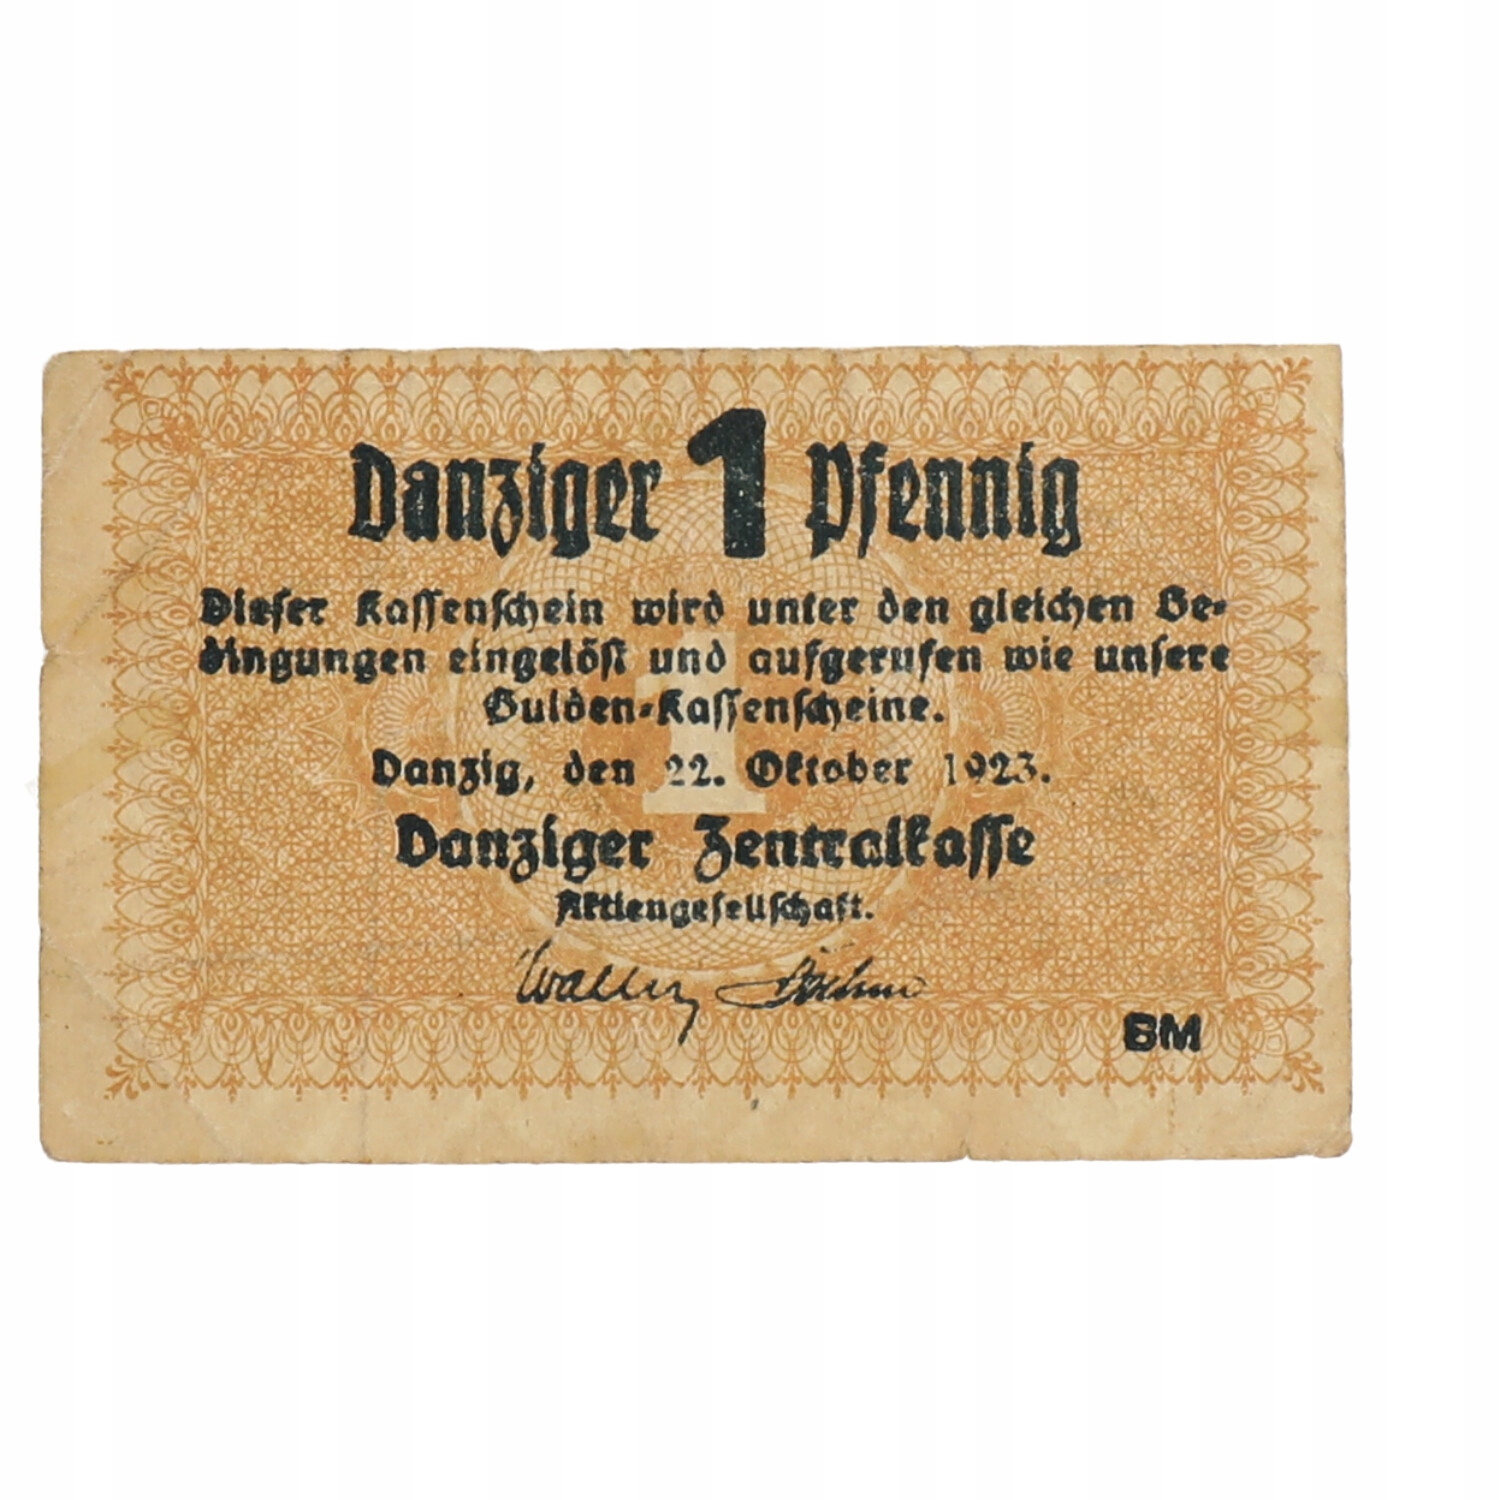 Danziger 1 Pfennig
Dieser Kassenschein wird unter den gleichen Be-
dingungen eingelöst und aufgerufen wie unsere
Gulden-Kassenscheine.
1
Danzig, den 22. Oktober 1923.
Danziger Zentralkasse
Aktiengesellschaft.
BM